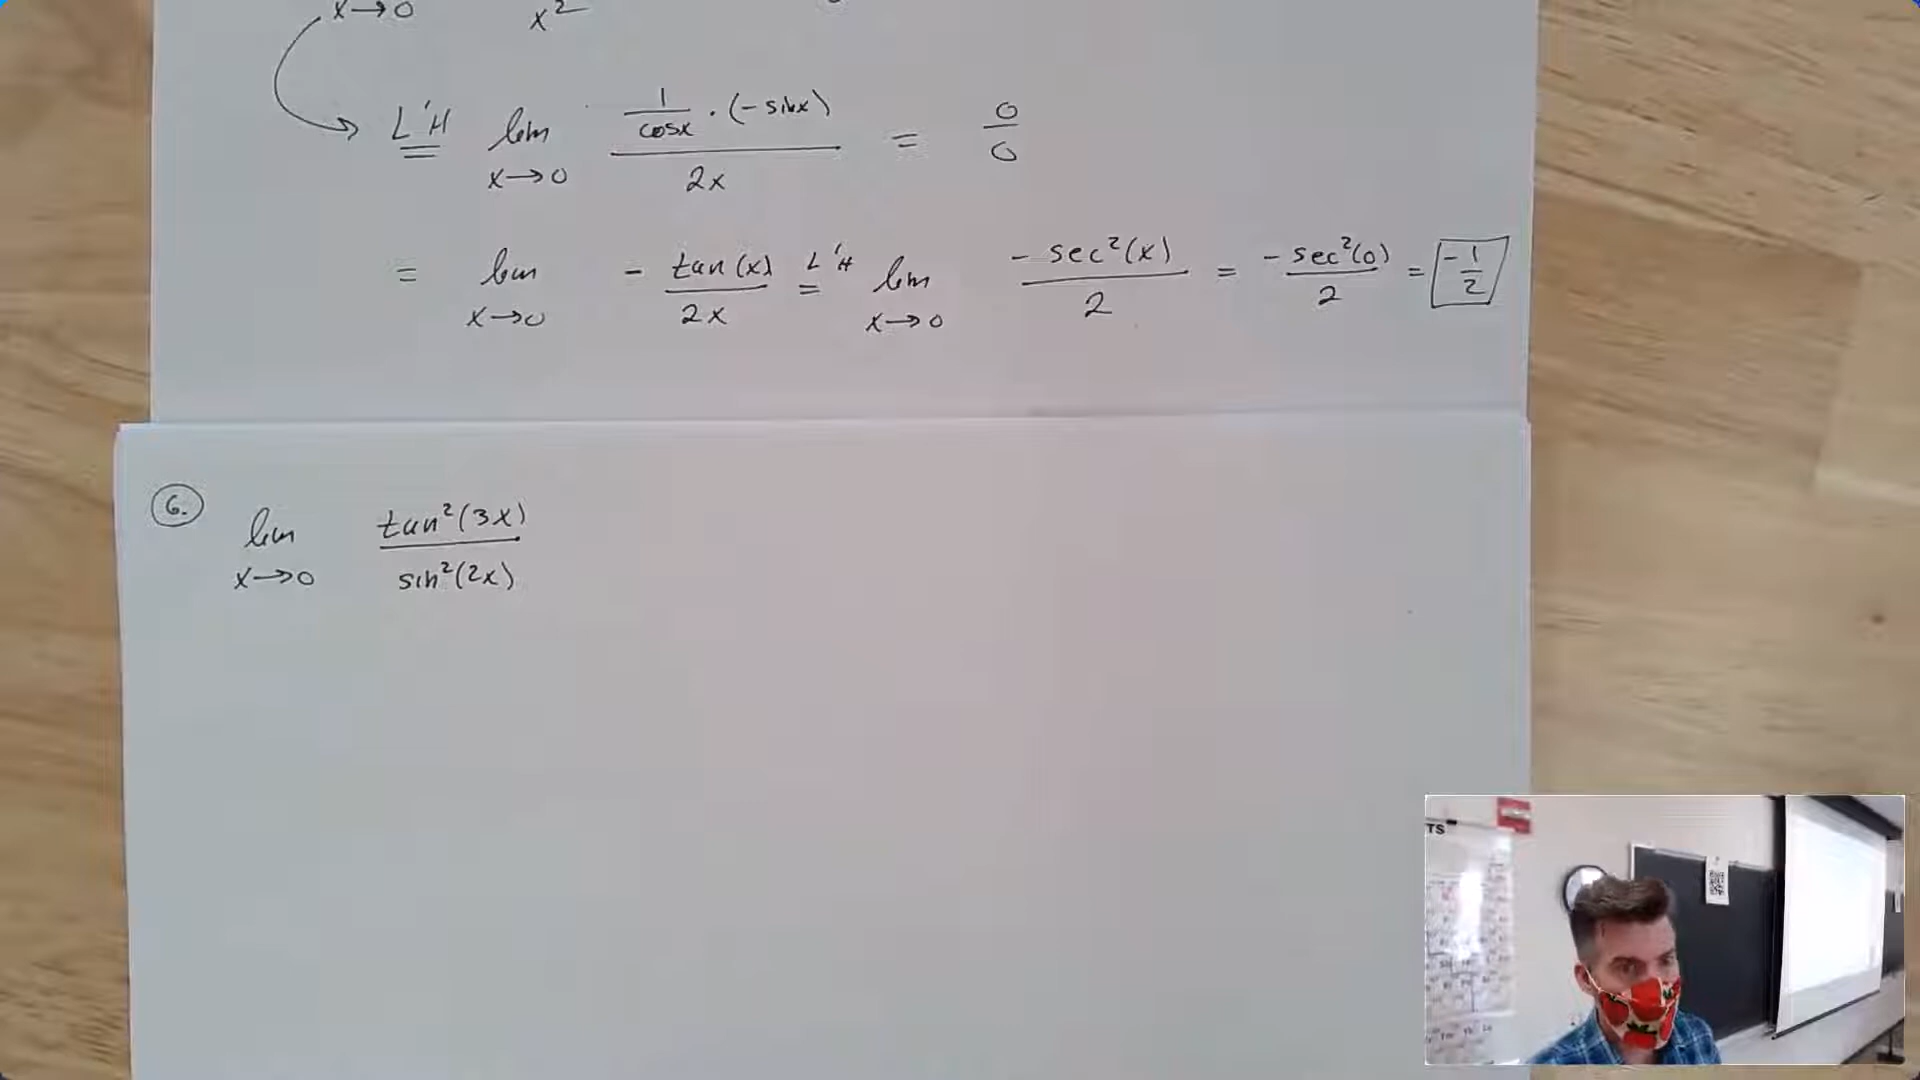 x→0 x²
L'H lim x→0 (1/cosx · (-sinx))/2x = 0/0
= lim x→0 - tan(x)/2x L'H= lim x→0 -sec²(x)/2 = -sec²(0)/2 = -1/2
6. lim x→0 tan²(3x)/sin²(2x)
TS